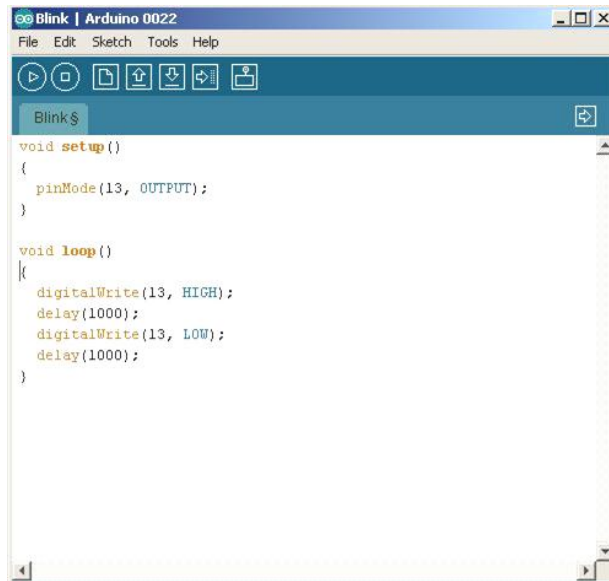 Blink | Arduino 0022
File Edit Sketch Tools Help
Blink §
void setup()
{
  pinMode(13, OUTPUT);
}

void loop()
{
  digitalWrite(13, HIGH);
  delay(1000);
  digitalWrite(13, LOW);
  delay(1000);
}